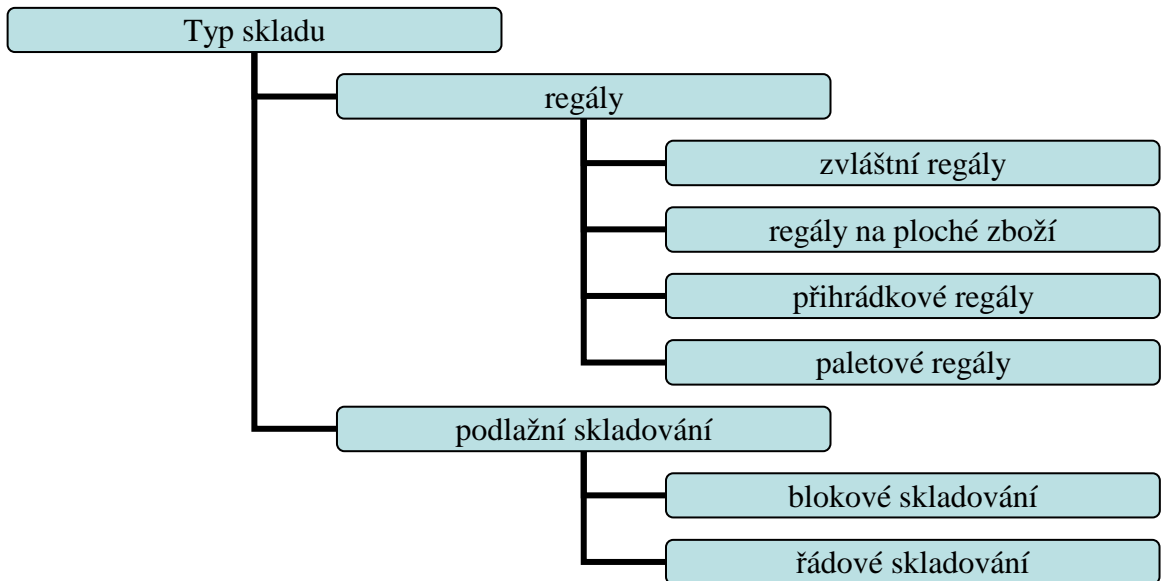 Typ skladu
regály
zvláštní regály
regály na ploché zboží
přihrádkové regály
paletové regály
podlažní skladování
blokové skladování
řádové skladování